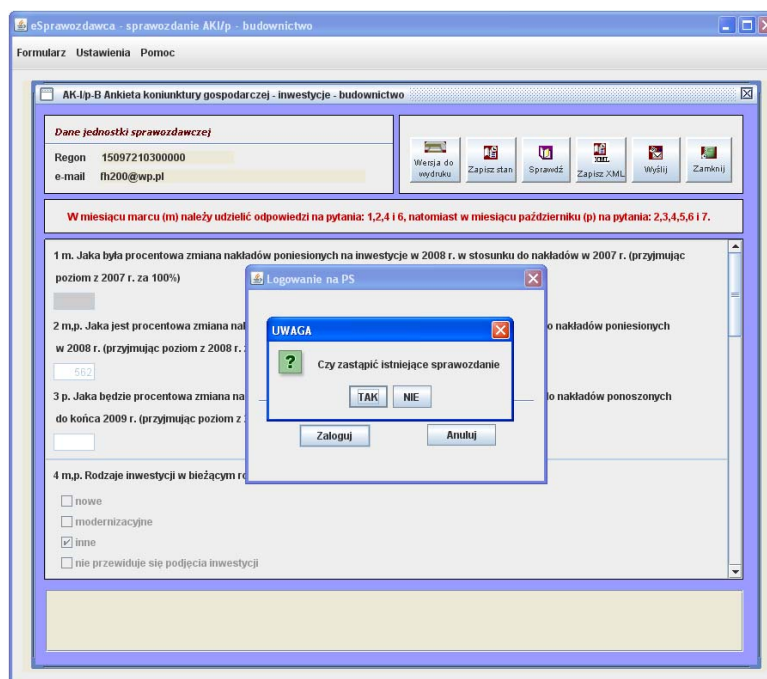 eSprawozdawca - sprawozdanie AKI/p - budownictwo
Formularz Ustawienia Pomoc
AK-I/p-B Ankieta koniunktury gospodarczej - inwestycje - budownictwo
Dane jednostki sprawozdawczej
Regon 15097210300000
e-mail fh200@wp.pl
Wersja do wydruku
Zapisz stan
Sprawdź
Zapisz XML
Wyślij
Zamknij
W miesiącu marcu (m) należy udzielić odpowiedzi na pytania: 1,2,4 i 6, natomiast w miesiącu październiku (p) na pytania: 2,3,4,5,6 i 7.
1 m. Jaka była procentowa zmiana nakładów poniesionych na inwestycje w 2008 r. w stosunku do nakładów w 2007 r. (przyjmując
poziom z 2007 r. za 100%)
Logowanie na PS
2 m,p. Jaka jest procentowa zmiana nakładów poniesionych
w 2008 r. (przyjmując poziom z 2008 r.
562
UWAGA
Czy zastąpić istniejące sprawozdanie
TAK NIE
3 p. Jaka będzie procentowa zmiana do nakładów ponoszonych
do końca 2009 r. (przyjmując poziom z
Zaloguj Anuluj
4 m,p. Rodzaje inwestycji w bieżącym
nowe
modernizacyjne
inne
nie przewiduje się podjęcia inwestycji